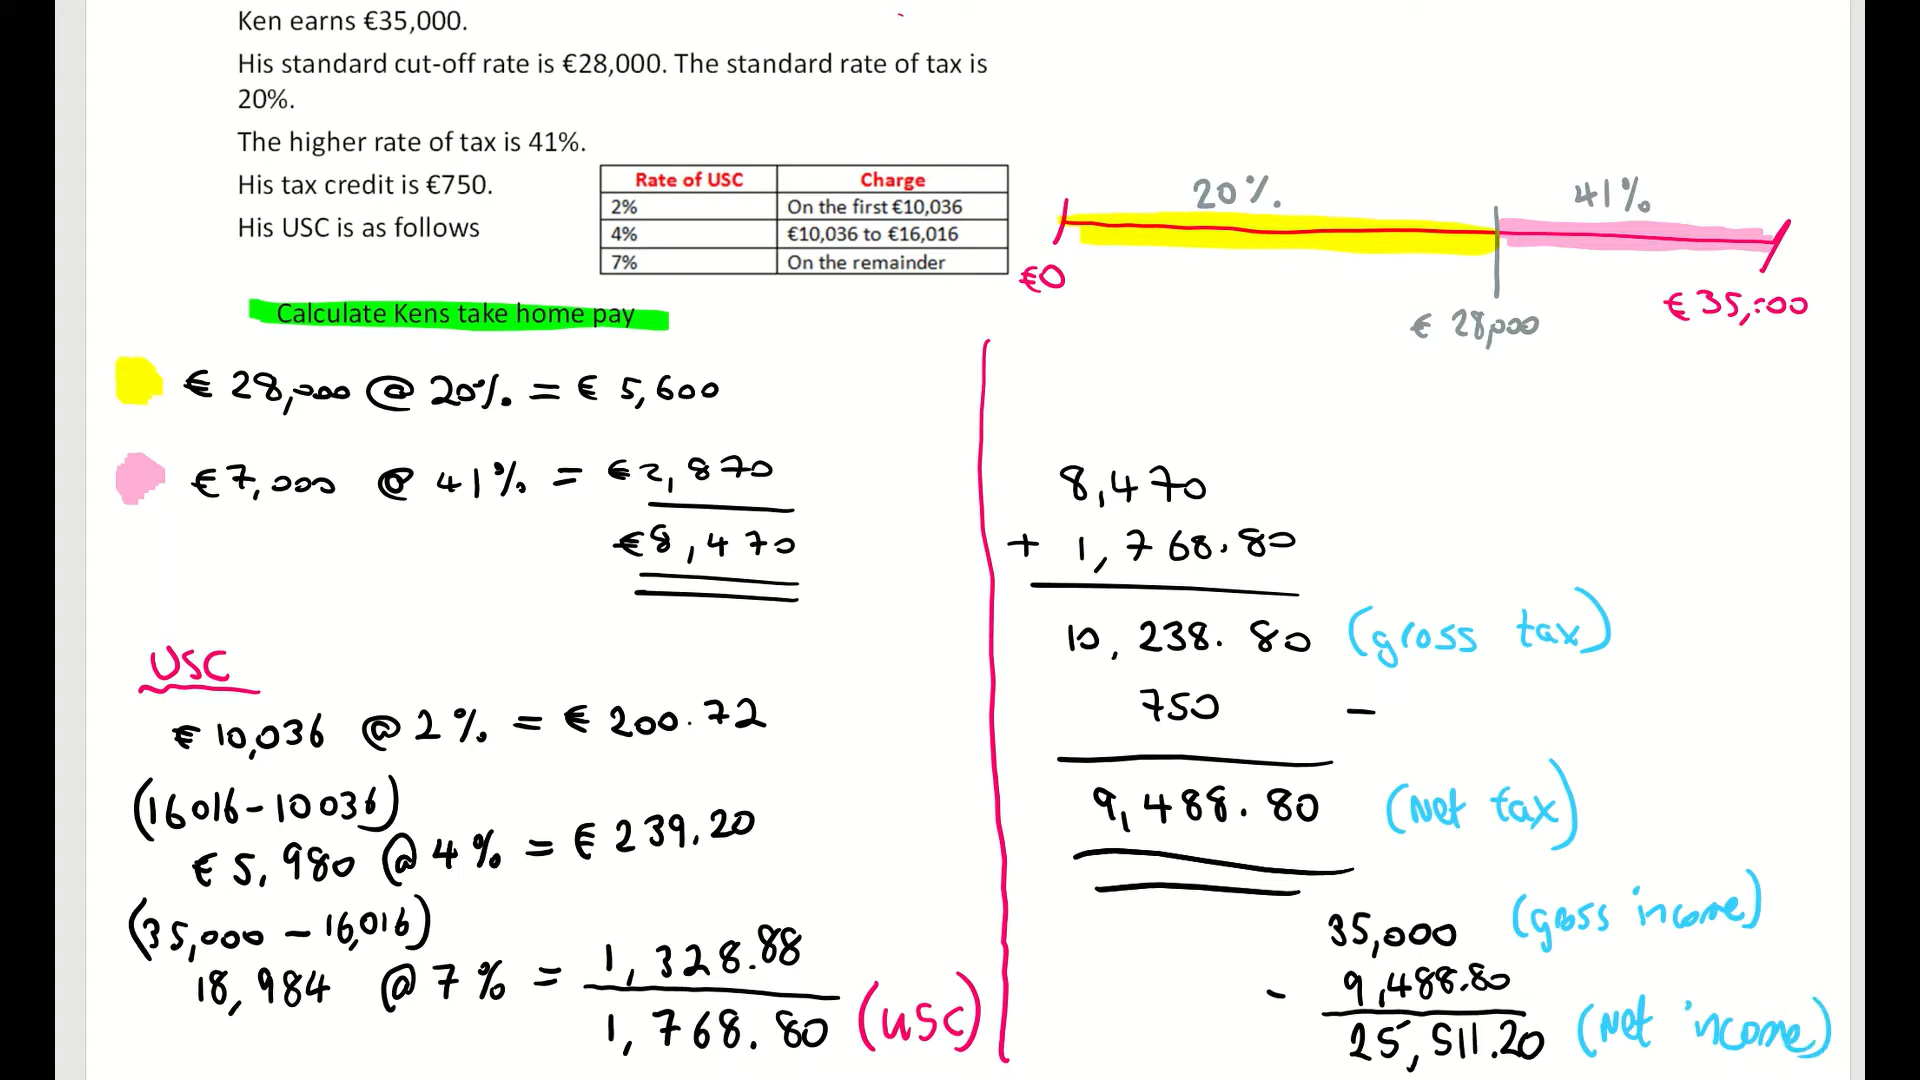 Ken earns €35,000.
His standard cut-off rate is €28,000. The standard rate of tax is
20%.
The higher rate of tax is 41%.
His tax credit is €750.
His USC is as follows
Rate of USC Charge
2% On the first €10,036
4% €10,036 to €16,016
7% On the remainder
20% 41%
€0 € 28,000 € 35,000
Calculate Kens take home pay
€ 28,000 @ 20% = € 5,600
€7,000 @ 41% = €2,870
€8,470
USC
€ 10,036 @ 2% = € 200.72
(16016-10036)
€ 5,980 @ 4% = € 239.20
(35,000 - 16,016)
18,984 @ 7% = 1,328.88
1,768.80 (USC)
8,470
+ 1,768.80
10,238.80 (gross tax)
750 -
9,488.80 (Net tax)
35,000 (gross income)
- 9,488.80
25,511.20 (Net income)